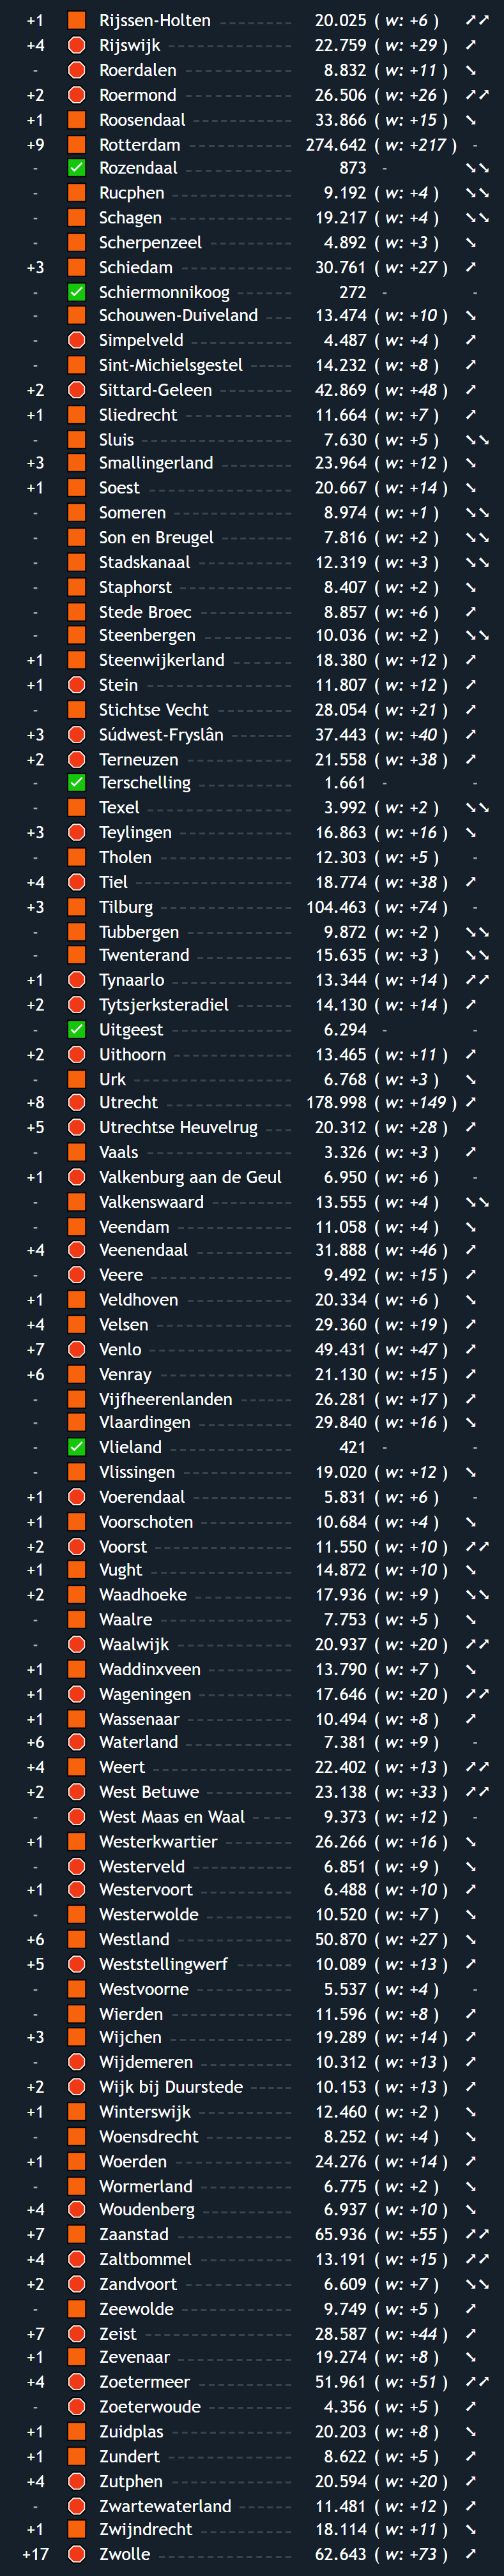 +1 Rijssen-Holten 20.025 ( w: +6 ) ➚➚
+4 Rijswijk 22.759 ( w: +29 ) ➚
- Roerdalen 8.832 ( w: +11 ) ➘
+2 Roermond 26.506 ( w: +26 ) ➚➚
+1 Roosendaal 33.866 ( w: +15 ) ➘
+9 Rotterdam 274.642 ( w: +217 ) -
- Rozendaal 873 - ➘➘
- Rucphen 9.192 ( w: +4 ) ➘➘
- Schagen 19.217 ( w: +4 ) ➘➘
- Scherpenzeel 4.892 ( w: +3 ) ➘
+3 Schiedam 30.761 ( w: +27 ) ➚
- Schiermonnikoog 272 - -
- Schouwen-Duiveland 13.474 ( w: +10 ) ➘
- Simpelveld 4.487 ( w: +4 ) ➚
- Sint-Michielsgestel 14.232 ( w: +8 ) ➚
+2 Sittard-Geleen 42.869 ( w: +48 ) ➚
+1 Sliedrecht 11.664 ( w: +7 ) ➚
- Sluis 7.630 ( w: +5 ) ➘➘
+3 Smallingerland 23.964 ( w: +12 ) ➘
+1 Soest 20.667 ( w: +14 ) ➘
- Someren 8.974 ( w: +1 ) ➘➘
- Son en Breugel 7.816 ( w: +2 ) ➘➘
- Stadskanaal 12.319 ( w: +3 ) ➘➘
- Staphorst 8.407 ( w: +2 ) ➘
- Stede Broec 8.857 ( w: +6 ) ➚
- Steenbergen 10.036 ( w: +2 ) ➘➘
+1 Steenwijkerland 18.380 ( w: +12 ) ➚
+1 Stein 11.807 ( w: +12 ) ➚
- Stichtse Vecht 28.054 ( w: +21 ) ➚
+3 Súdwest-Fryslân 37.443 ( w: +40 ) ➚
+2 Terneuzen 21.558 ( w: +38 ) ➚
- Terschelling 1.661 - -
- Texel 3.992 ( w: +2 ) ➘➘
+3 Teylingen 16.863 ( w: +16 ) ➘
- Tholen 12.303 ( w: +5 ) -
+4 Tiel 18.774 ( w: +38 ) ➚
+3 Tilburg 104.463 ( w: +74 ) -
- Tubbergen 9.872 ( w: +2 ) ➘➘
- Twenterand 15.635 ( w: +3 ) ➘➘
+1 Tynaarlo 13.344 ( w: +14 ) ➚➚
+2 Tytsjerksteradiel 14.130 ( w: +14 ) ➚
- Uitgeest 6.294 - -
+2 Uithoorn 13.465 ( w: +11 ) ➚
- Urk 6.768 ( w: +3 ) ➘
+8 Utrecht 178.998 ( w: +149 ) ➚
+5 Utrechtse Heuvelrug 20.312 ( w: +28 ) ➚
- Vaals 3.326 ( w: +3 ) ➚
+1 Valkenburg aan de Geul 6.950 ( w: +6 ) -
- Valkenswaard 13.555 ( w: +4 ) ➘➘
- Veendam 11.058 ( w: +4 ) ➘
+4 Veenendaal 31.888 ( w: +46 ) ➚
- Veere 9.492 ( w: +15 ) ➚
+1 Veldhoven 20.334 ( w: +6 ) ➘
+4 Velsen 29.360 ( w: +19 ) ➚
+7 Venlo 49.431 ( w: +47 ) ➚
+6 Venray 21.130 ( w: +15 ) ➚
- Vijfheerenlanden 26.281 ( w: +17 ) ➚
- Vlaardingen 29.840 ( w: +16 ) ➘
- Vlieland 421 - -
- Vlissingen 19.020 ( w: +12 ) ➘
+1 Voerendaal 5.831 ( w: +6 ) -
+1 Voorschoten 10.684 ( w: +4 ) ➘
+2 Voorst 11.550 ( w: +10 ) ➚➚
+1 Vught 14.872 ( w: +10 ) ➘
+2 Waadhoeke 17.936 ( w: +9 ) ➘➘
- Waalre 7.753 ( w: +5 ) ➘
- Waalwijk 20.937 ( w: +20 ) ➚➚
+1 Waddinxveen 13.790 ( w: +7 ) ➘
+1 Wageningen 17.646 ( w: +20 ) ➚➚
+1 Wassenaar 10.494 ( w: +8 ) ➚
+6 Waterland 7.381 ( w: +9 ) -
+4 Weert 22.402 ( w: +13 ) ➚➚
+2 West Betuwe 23.138 ( w: +33 ) ➚➚
- West Maas en Waal 9.373 ( w: +12 ) -
+1 Westerkwartier 26.266 ( w: +16 ) ➘
- Westerveld 6.851 ( w: +9 ) ➘
+1 Westervoort 6.488 ( w: +10 ) ➚
- Westerwolde 10.520 ( w: +7 ) ➘
+6 Westland 50.870 ( w: +27 ) ➘
+5 Weststellingwerf 10.089 ( w: +13 ) ➚
- Westvoorne 5.537 ( w: +4 ) -
- Wierden 11.596 ( w: +8 ) ➚
+3 Wijchen 19.289 ( w: +14 ) ➚
- Wijdemeren 10.312 ( w: +13 ) ➚
+2 Wijk bij Duurstede 10.153 ( w: +13 ) ➚
+1 Winterswijk 12.460 ( w: +2 ) ➘
- Woensdrecht 8.252 ( w: +4 ) ➘
+1 Woerden 24.276 ( w: +14 ) ➚
- Wormerland 6.775 ( w: +2 ) ➘
+4 Woudenberg 6.937 ( w: +10 ) ➘
+7 Zaanstad 65.936 ( w: +55 ) ➚➚
+4 Zaltbommel 13.191 ( w: +15 ) ➚➚
+2 Zandvoort 6.609 ( w: +7 ) ➘➘
- Zeewolde 9.749 ( w: +5 ) ➚
+7 Zeist 28.587 ( w: +44 ) ➚
+1 Zevenaar 19.274 ( w: +8 ) ➘
+4 Zoetermeer 51.961 ( w: +51 ) ➚➚
- Zoeterwoude 4.356 ( w: +5 ) ➚
+1 Zuidplas 20.203 ( w: +8 ) ➘
+1 Zundert 8.622 ( w: +5 ) ➚
+4 Zutphen 20.594 ( w: +20 ) ➚
- Zwartewaterland 11.481 ( w: +12 ) ➚
+1 Zwijndrecht 18.114 ( w: +11 ) ➘
+17 Zwolle 62.643 ( w: +73 ) ➚